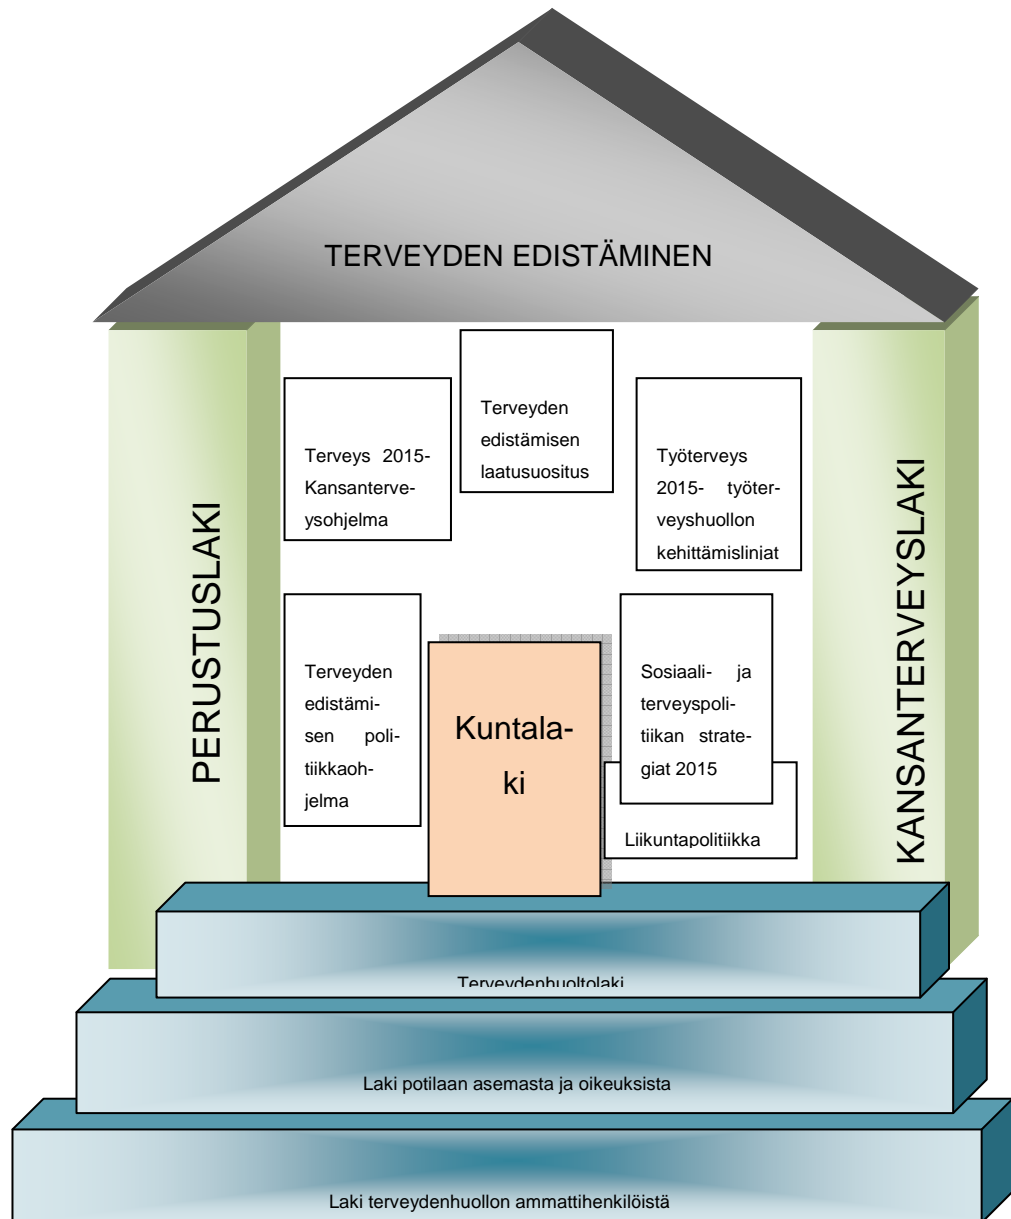 TERVEYDEN EDISTÄMINEN
PERUSTUSLAKI
Terveys 2015-
Kansanterve-
ysohjelma
Terveyden
edistämisen
laatusuositus
Työterveys
2015- työter-
veyshuollon
kehittämislinjat
KANSANTERVEYSLAKI
Terveyden
edistämi-
sen poli-
tiikkaoh-
jelma
Kuntala-
ki
Sosiaali- ja
terveyspoli-
tiikan strate-
giat 2015
Liikuntapolitiikka
Terveydenhuoltolaki
Laki potilaan asemasta ja oikeuksista
Laki terveydenhuollon ammattihenkilöistä